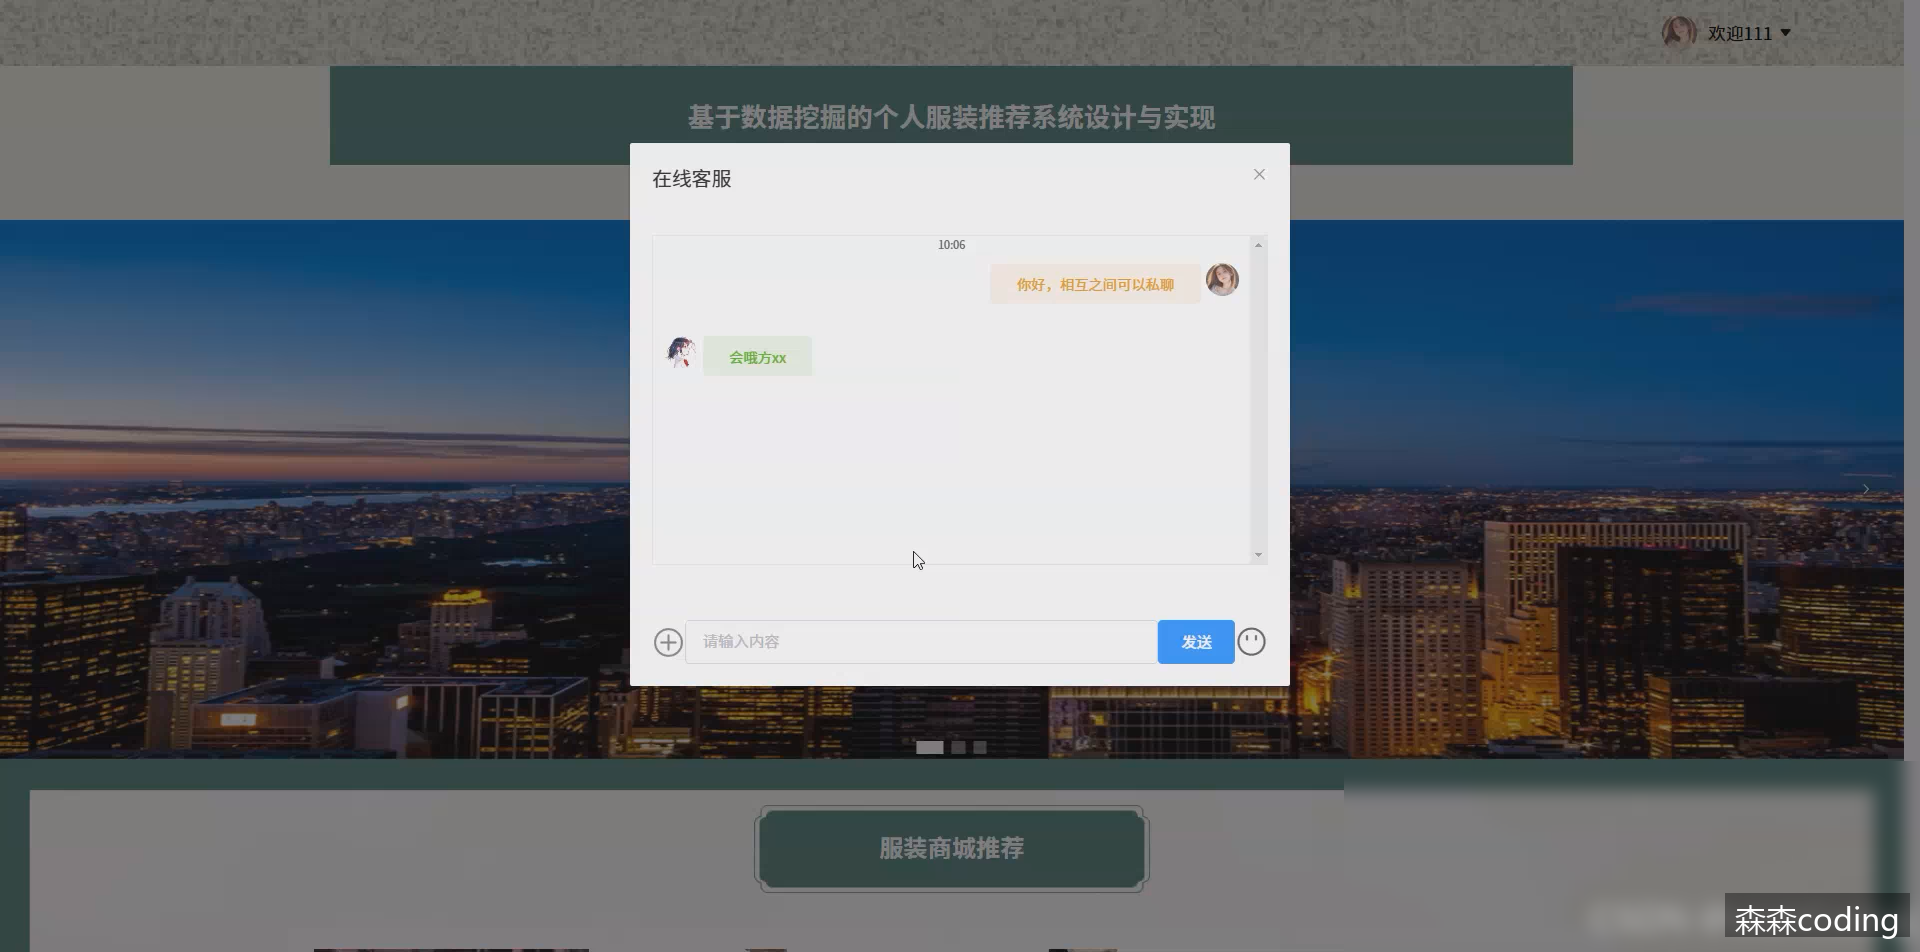 欢迎111
基于数据挖掘的个人服装推荐系统设计与实现
在线客服
10:06
你好，相互之间可以私聊
会哦方xx
请输入内容
发送
服装商城推荐
森森coding